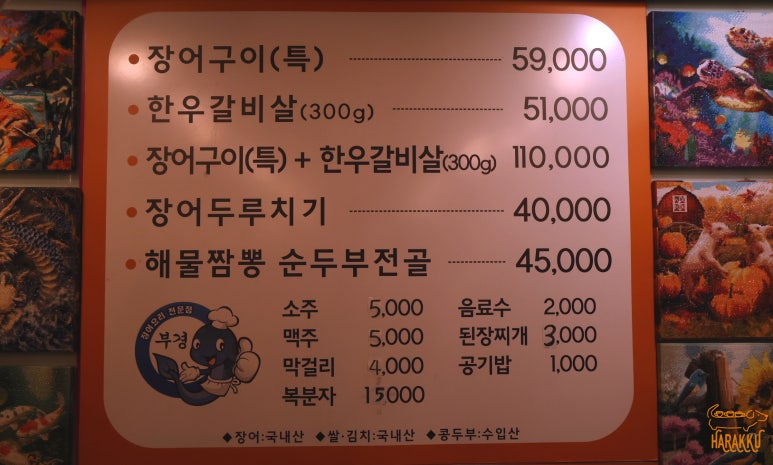 • 장어구이(특) 59,000
• 한우갈비살(300g) 51,000
• 장어구이(특) + 한우갈비살(300g) 110,000
• 장어두루치기 40,000
• 해물짬뽕 순두부전골 45,000
장어요리 전문점
부경
소주 5,000 음료수 2,000
맥주 5,000 된장찌개 3,000
막걸리 4,000 공기밥 1,000
복분자 15,000
◆장어:국내산 ◆쌀·김치:국내산 ◆콩두부:수입산
HARAKKU